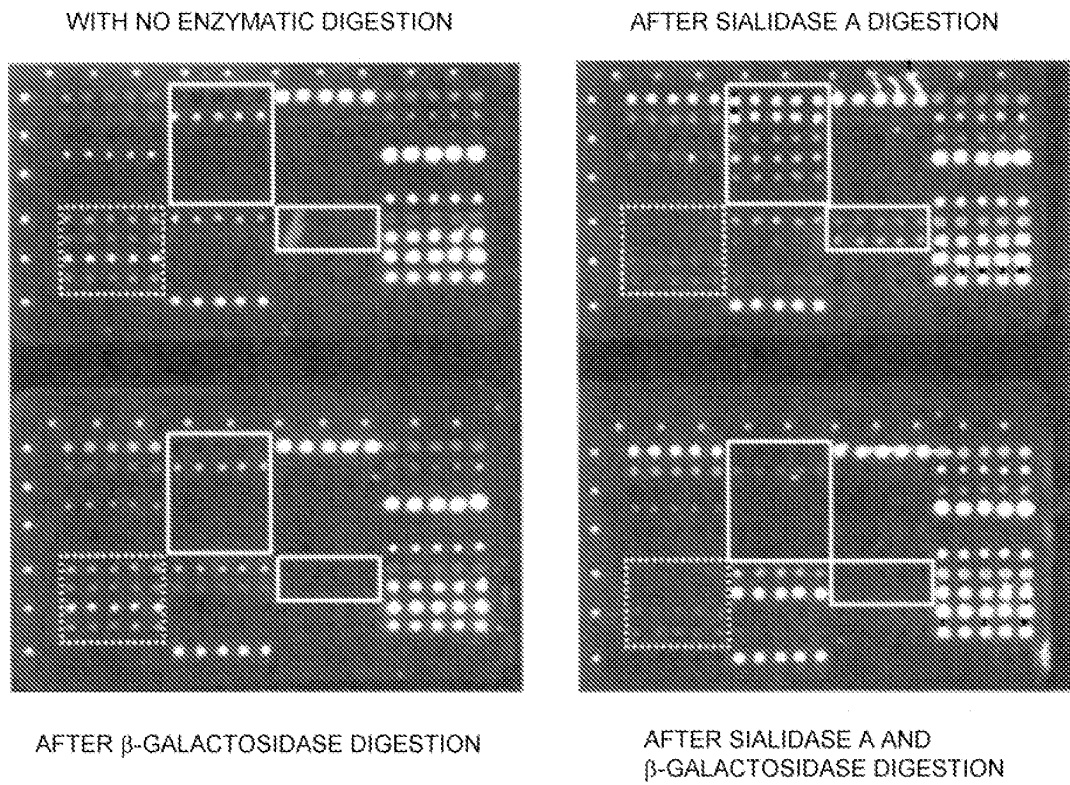 WITH NO ENZYMATIC DIGESTION
AFTER SIALIDASE A DIGESTION
AFTER β-GALACTOSIDASE DIGESTION
AFTER SIALIDASE A AND
β-GALACTOSIDASE DIGESTION